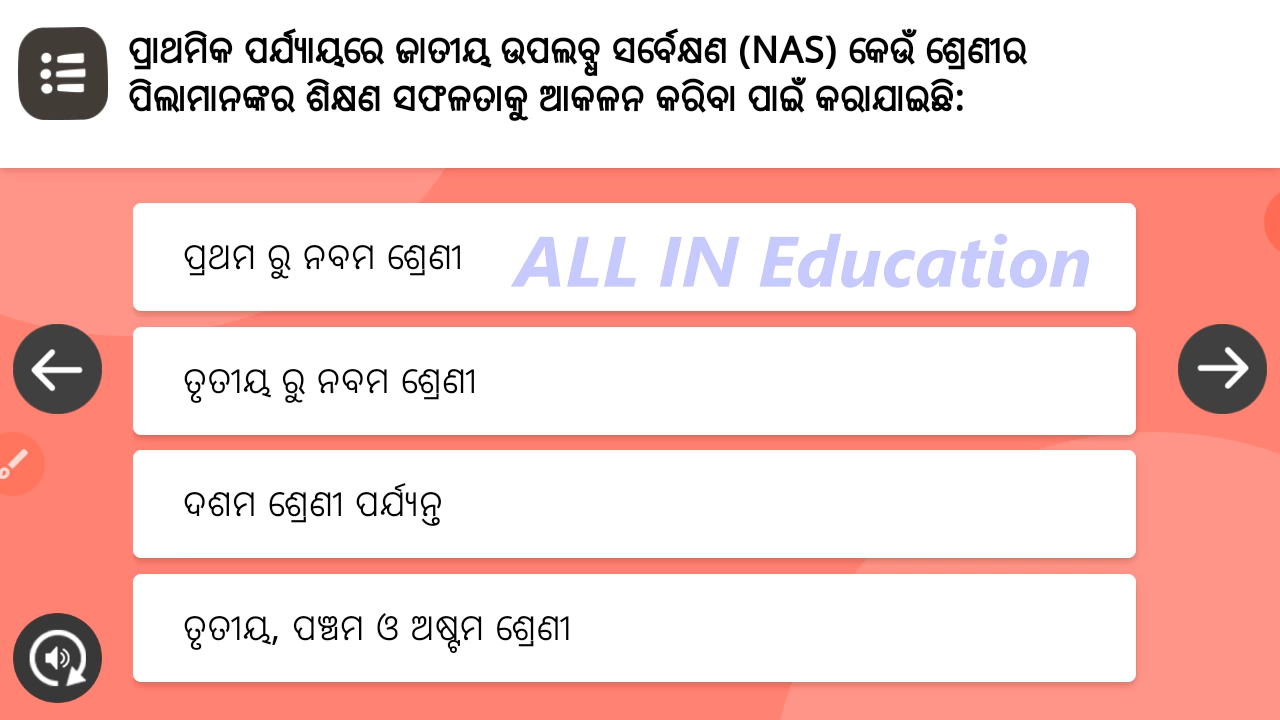 ପ୍ରାଥମିକ ପର୍ଯ୍ୟାୟରେ ଜାତୀୟ ଉପଲବ୍ଧି ସର୍ବେକ୍ଷଣ (NAS) କେଉଁ ଶ୍ରେଣୀର
ପିଲାମାନଙ୍କର ଶିକ୍ଷଣ ସଫଳତାକୁ ଆକଳନ କରିବା ପାଇଁ କରାଯାଇଛି:
ପ୍ରଥମ ରୁ ନବମ ଶ୍ରେଣୀ
ALL IN Education
ତୃତୀୟ ରୁ ନବମ ଶ୍ରେଣୀ
ଦଶମ ଶ୍ରେଣୀ ପର୍ଯ୍ୟନ୍ତ
ତୃତୀୟ, ପଞ୍ଚମ ଓ ଅଷ୍ଟମ ଶ୍ରେଣୀ